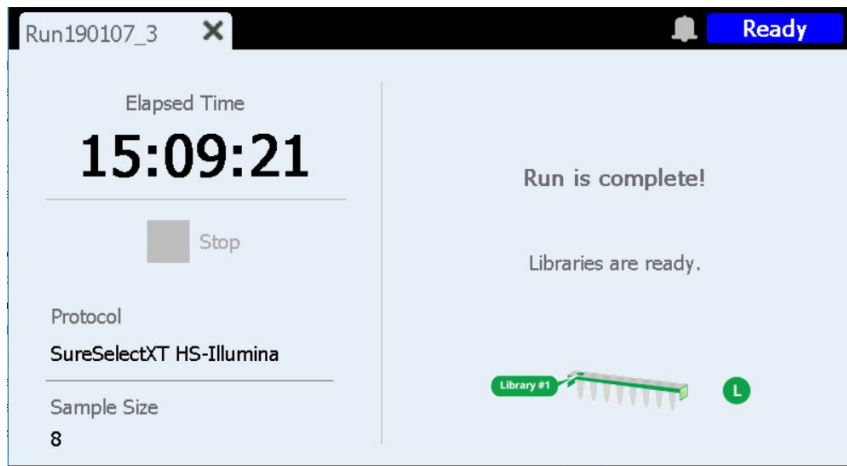 Run190107_3
Ready
Elapsed Time
15:09:21
Stop
Protocol
SureSelectXT HS-Illumina
Sample Size
8
Run is complete!
Libraries are ready.
Library #1
L